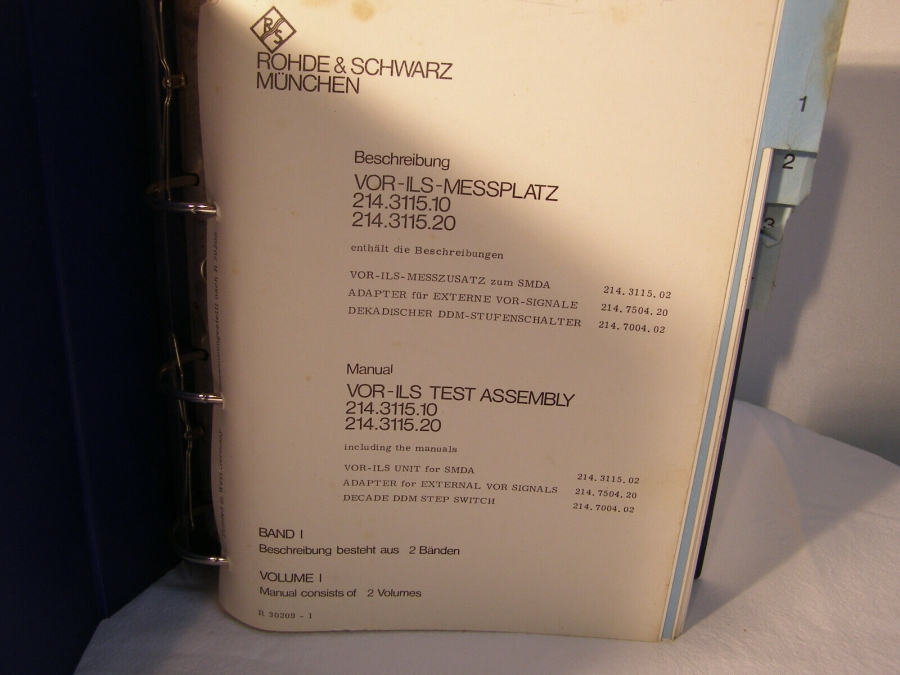 R S
ROHDE & SCHWARZ
MÜNCHEN
Beschreibung
VOR-ILS-MESSPLATZ
214.3115.10
214.3115.20
enthält die Beschreibungen
VOR-ILS-MESSZUSATZ zum SMDA 214.3115.02
ADAPTER für EXTERNE VOR-SIGNALE 214.7504.20
DEKADISCHER DDM-STUFENSCHALTER 214.7004.02
Manual
VOR-ILS TEST ASSEMBLY
214.3115.10
214.3115.20
including the manuals
VOR-ILS UNIT for SMDA 214.3115.02
ADAPTER for EXTERNAL VOR SIGNALS 214.7504.20
DECADE DDM STEP SWITCH 214.7004.02
BAND I
Beschreibung besteht aus 2 Bänden
VOLUME I
Manual consists of 2 Volumes
R 30209 - 1
1
2
3